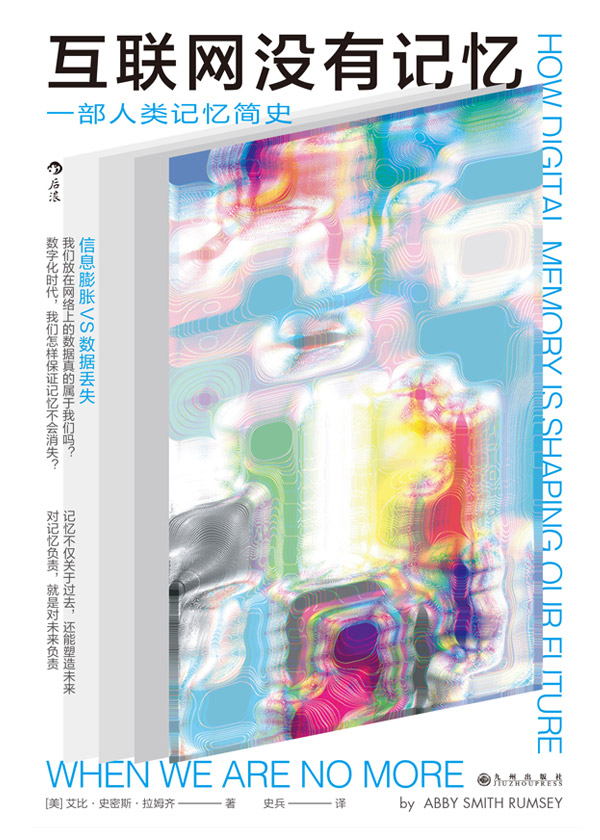 互联网没有记忆
一部人类记忆简史
HOW DIGITAL MEMORY IS SHAPING OUR FUTURE
后浪
信息膨胀 VS 数据丢失
我们放在网络上的数据真的属于我们吗？
数字化时代，我们怎样保证记忆不会消失？
记忆不仅关于过去，还能塑造未来
对记忆负责，就是对未来负责
WHEN WE ARE NO MORE
九州出版社
JIUZHOUPRESS
[美] 艾比·史密斯·拉姆齐 —— 著 史兵 —— 译
by ABBY SMITH RUMSEY